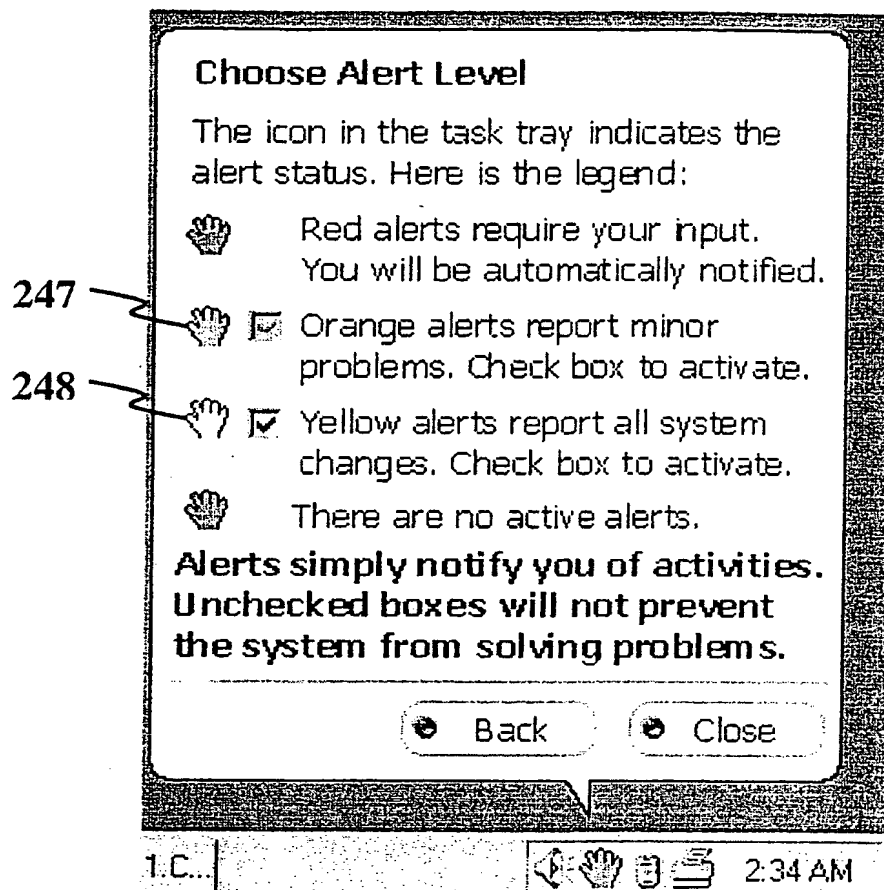 Choose Alert Level
The icon in the task tray indicates the
alert status. Here is the legend:
Red alerts require your input.
You will be automatically notified.
247
Orange alerts report minor
problems. Check box to activate.
248
Yellow alerts report all system
changes. Check box to activate.
There are no active alerts.
Alerts simply notify you of activities.
Unchecked boxes will not prevent
the system from solving problems.
Back
Close
1.C...
2:34 AM